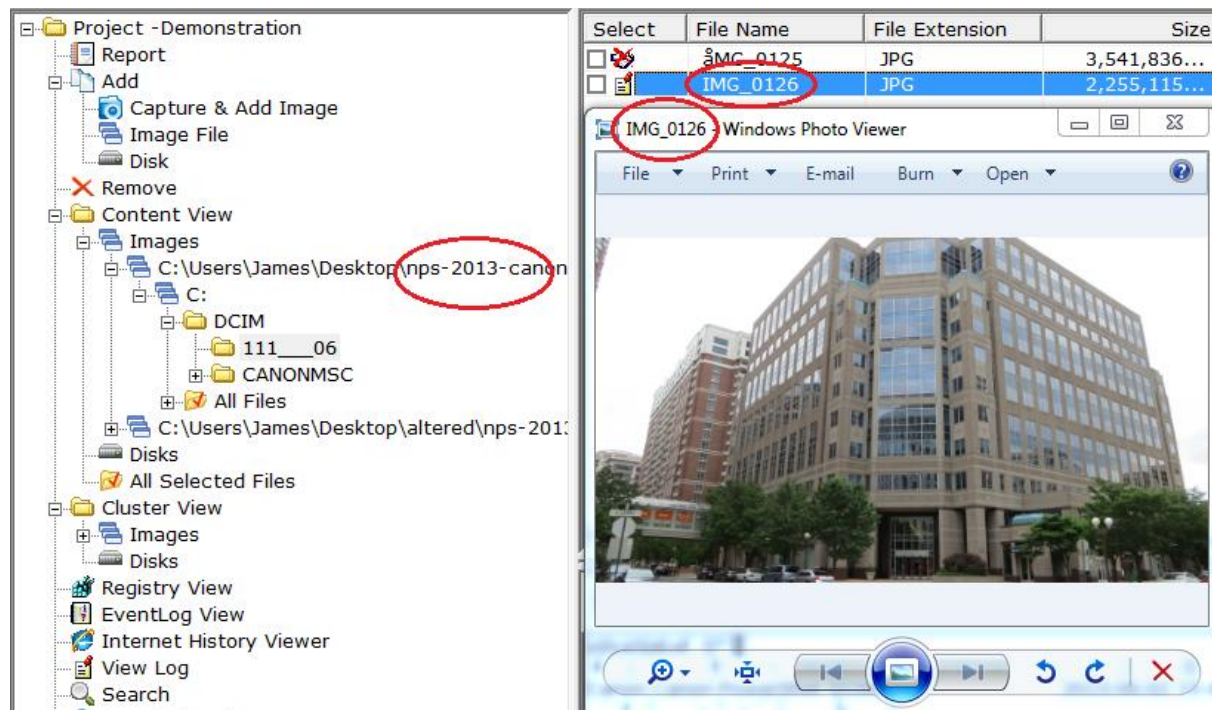 Project -Demonstration
Report
Add
Capture & Add Image
Image File
Disk
Remove
Content View
Images
C:\Users\James\Desktop\nps-2013-canon
C:
DCIM
111___06
CANONMSC
All Files
C:\Users\James\Desktop\altered\nps-201
Disks
All Selected Files
Cluster View
Images
Disks
Registry View
EventLog View
Internet History Viewer
View Log
Search
Select File Name File Extension Size
åMG_0125 JPG 3,541,836...
IMG_0126 JPG 2,255,115...
IMG_0126 - Windows Photo Viewer
File Print E-mail Burn Open